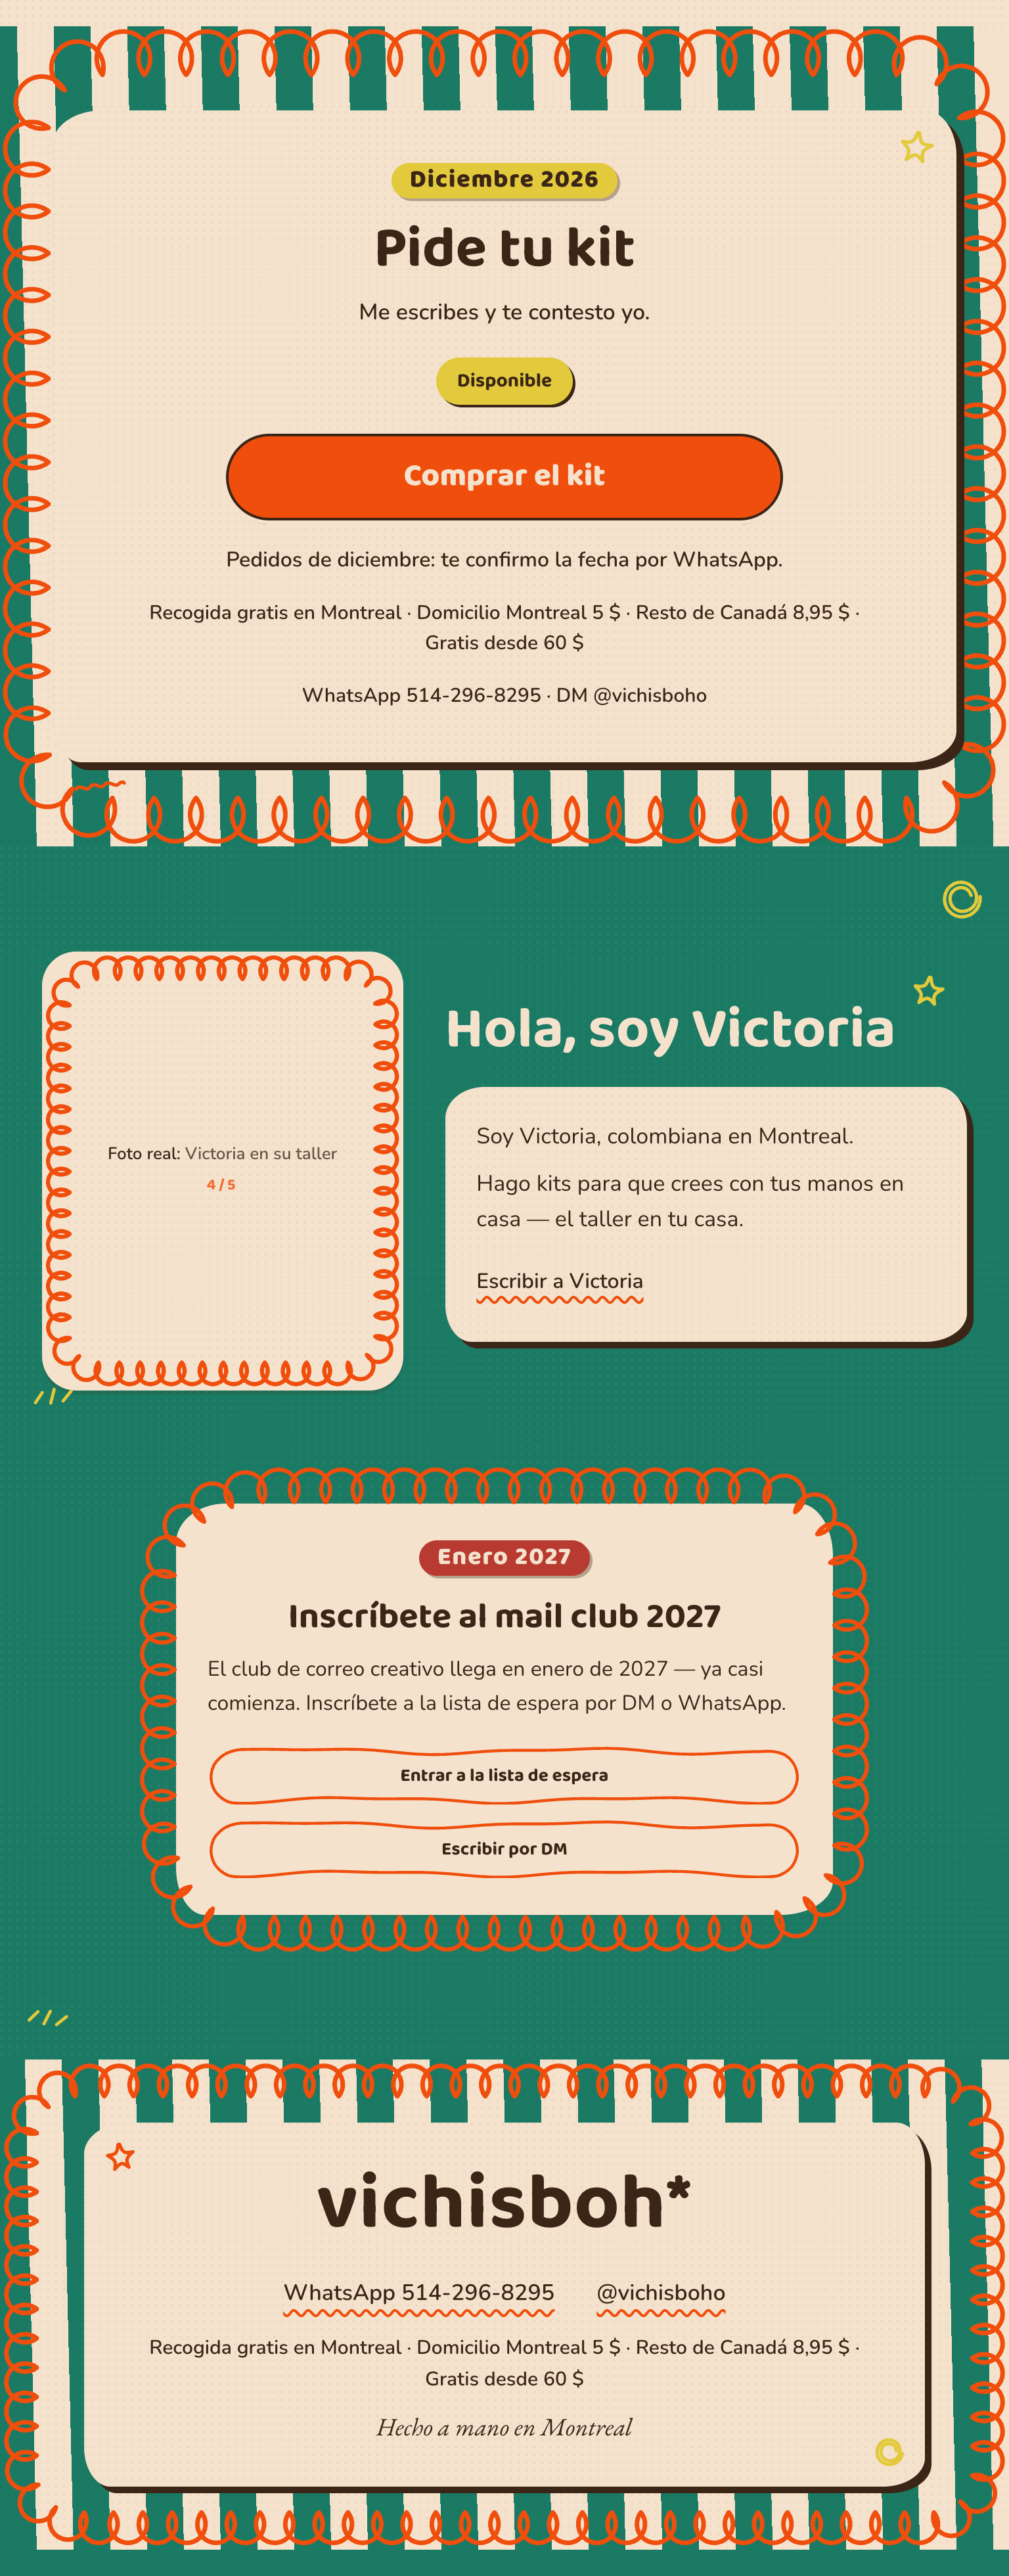 Diciembre 2026
Pide tu kit
Me escribes y te contesto yo.
Disponible
Comprar el kit
Pedidos de diciembre: te confirmo la fecha por WhatsApp.
Recogida gratis en Montreal · Domicilio Montreal 5 $ · Resto de Canadá 8,95 $ ·
Gratis desde 60 $
WhatsApp 514-296-8295 · DM @vichisboho
Foto real: Victoria en su taller
4 / 5
Hola, soy Victoria
Soy Victoria, colombiana en Montreal.
Hago kits para que crees con tus manos en
casa — el taller en tu casa.
Escribir a Victoria
Enero 2027
Inscríbete al mail club 2027
El club de correo creativo llega en enero de 2027 — ya casi
comienza. Inscríbete a la lista de espera por DM o WhatsApp.
Entrar a la lista de espera
Escribir por DM
vichisboh*
WhatsApp 514-296-8295 @vichisboho
Recogida gratis en Montreal · Domicilio Montreal 5 $ · Resto de Canadá 8,95 $ ·
Gratis desde 60 $
Hecho a mano en Montreal